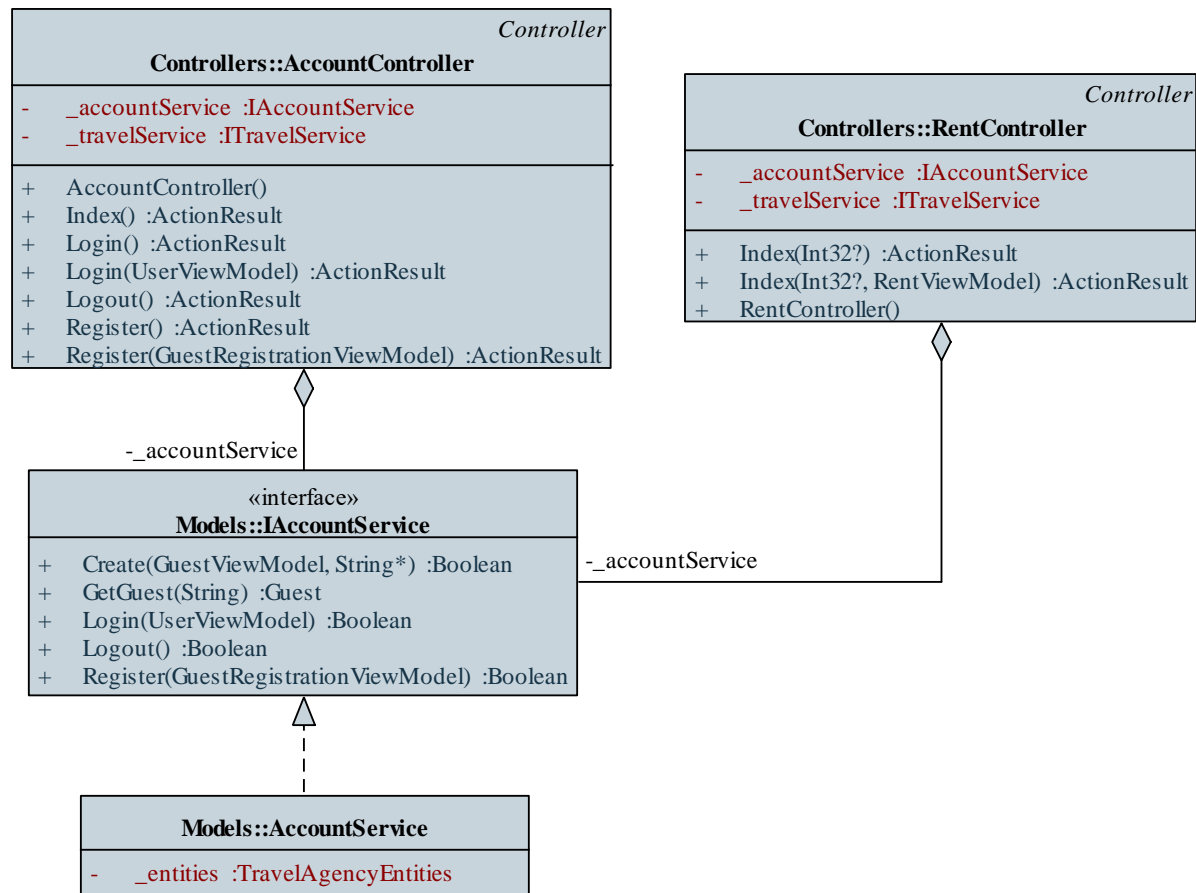 Controller
Controllers::AccountController
- _accountService :IAccountService
- _travelService :ITravelService
+ AccountController()
+ Index() :ActionResult
+ Login() :ActionResult
+ Login(UserViewModel) :ActionResult
+ Logout() :ActionResult
+ Register() :ActionResult
+ Register(GuestRegistrationViewModel) :ActionResult
Controller
Controllers::RentController
- _accountService :IAccountService
- _travelService :ITravelService
+ Index(Int32?) :ActionResult
+ Index(Int32?, RentViewModel) :ActionResult
+ RentController()
-_accountService
«interface»
Models::IAccountService
+ Create(GuestViewModel, String*) :Boolean
+ GetGuest(String) :Guest
+ Login(UserViewModel) :Boolean
+ Logout() :Boolean
+ Register(GuestRegistrationViewModel) :Boolean
-_accountService
Models::AccountService
- _entities :TravelAgencyEntities